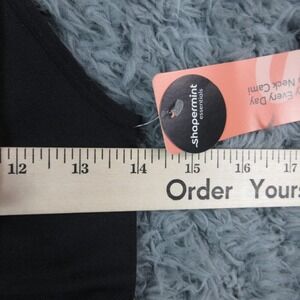 shapermint
essentials
y Every Day
Neck Cami
12 13 14 15 16 17
Order Yours